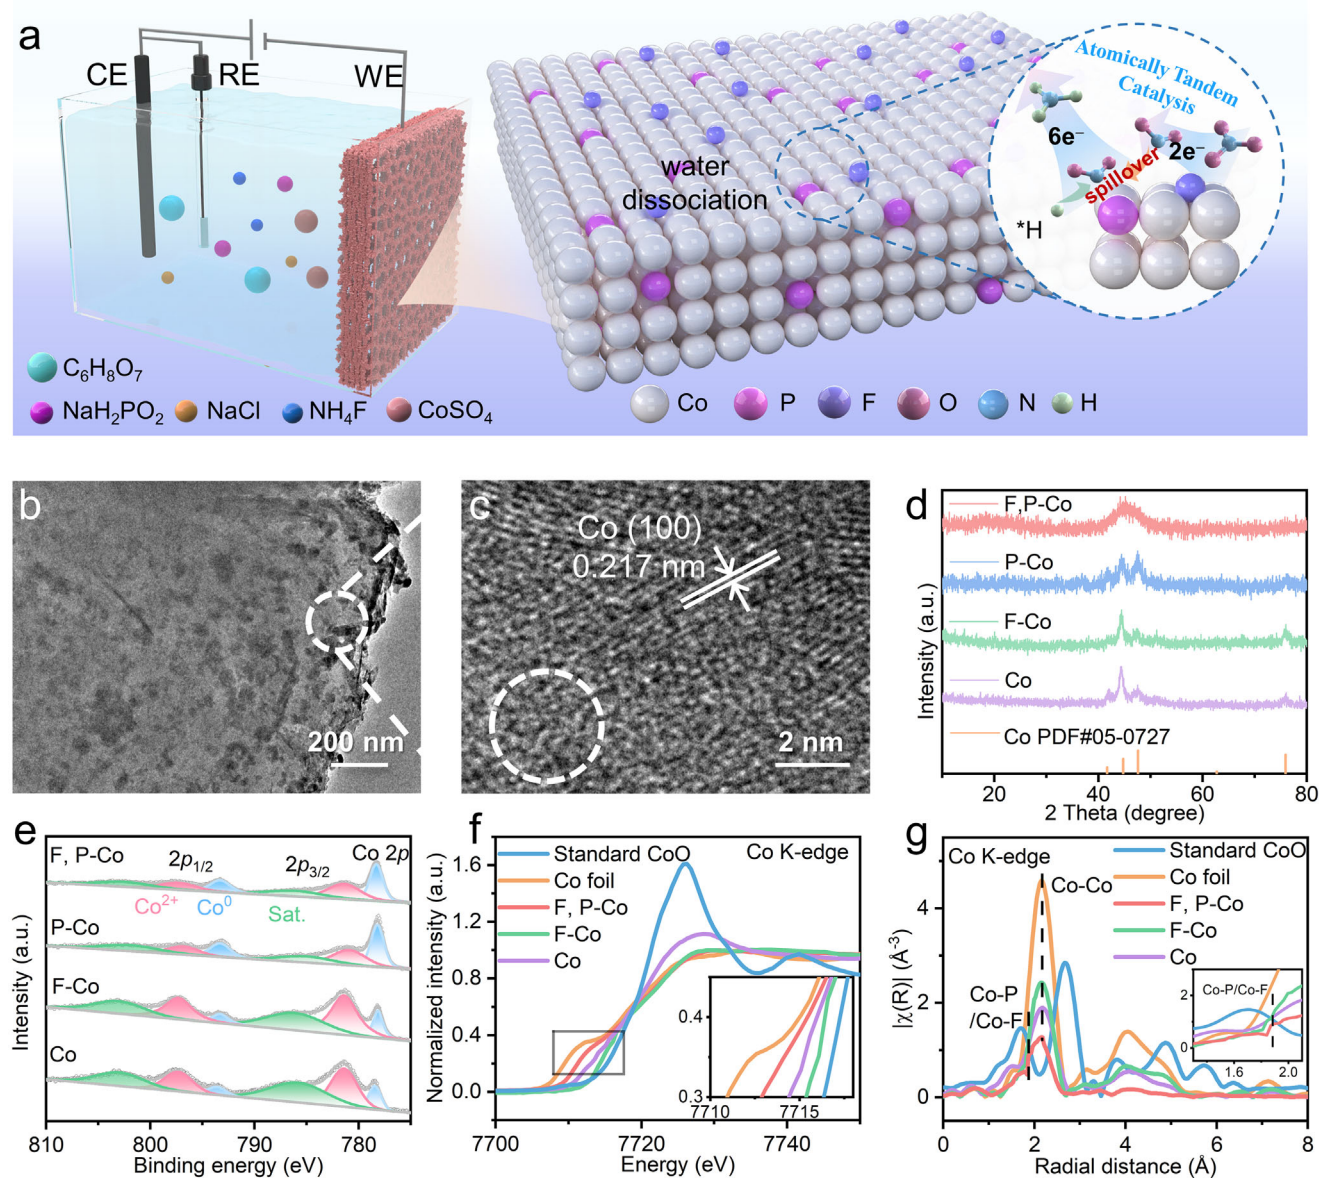 a
CE
RE
WE
C6H8O7
NaH2PO2
NaCl
NH4F
CoSO4
water
dissociation
Atomically Tandem
Catalysis
6e−
2e−
spillover
*H
Co
P
F
O
N
H
b
200 nm
c
Co (100)
0.217 nm
2 nm
d
F,P-Co
P-Co
F-Co
Co
Co PDF#05-0727
Intensity (a.u.)
20
40
60
80
2 Theta (degree)
e
F, P-Co
2p1/2
2p3/2
Co 2p
Co2+
Co0
Sat.
P-Co
F-Co
Co
Intensity (a.u.)
810
800
790
780
Binding energy (eV)
f
Standard CoO
Co foil
F, P-Co
F-Co
Co
Co K-edge
Normalized intensity (a.u.)
1.6
1.2
0.8
0.4
0.0
0.4
0.3
7710
7715
7700
7720
7740
Energy (eV)
g
Co K-edge
Co-Co
Standard CoO
Co foil
F, P-Co
F-Co
Co
Co-P
/Co-F
Co-P/Co-F
2
0
1.6
2.0
|χ(R)| (Å-3)
4
2
0
0
2
4
6
8
Radial distance (Å)